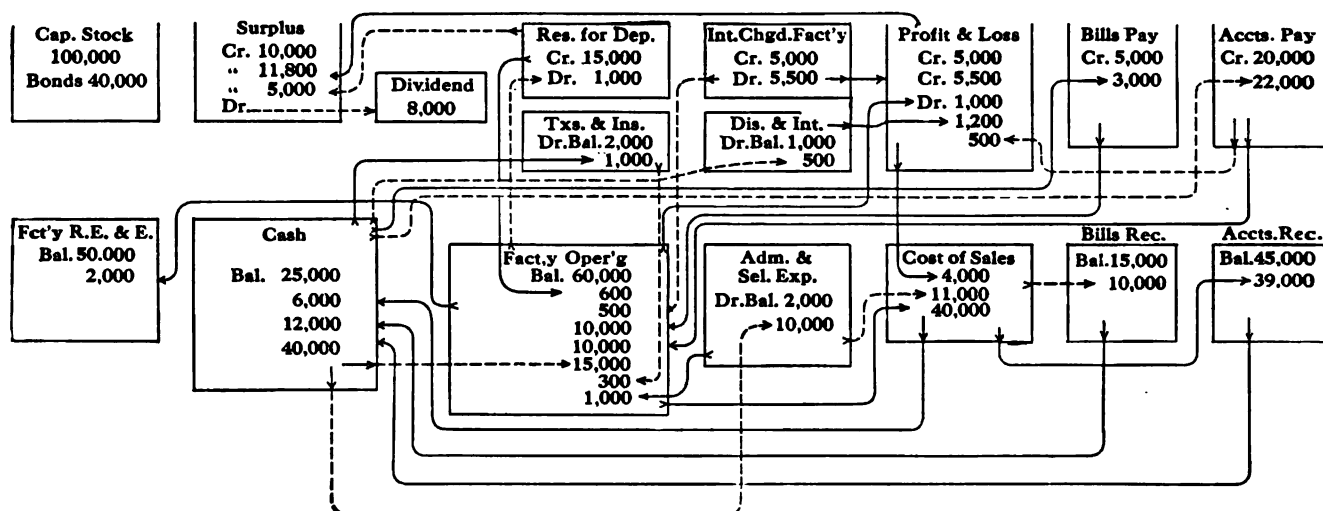 Cap. Stock
100,000
Bonds 40,000
Surplus
Cr. 10,000
“ 11,800
“ 5,000
Dr.
Dividend
8,000
Res. for Dep.
Cr. 15,000
Dr. 1,000
Int.Chgd.Fact'y
Cr. 5,000
Dr. 5,500
Profit & Loss
Cr. 5,000
Cr. 5,500
Dr. 1,000
1,200
500
Bills Pay
Cr. 5,000
3,000
Accts. Pay
Cr. 20,000
22,000
Txs. & Ins.
Dr.Bal. 2,000
1,000
Dis. & Int.
Dr.Bal. 1,000
500
Fct'y R.E. & E.
Bal. 50.000
2,000
Cash
Bal. 25,000
6,000
12,000
40,000
Fact,y Oper'g
Bal. 60,000
600
500
10,000
10,000
15,000
300
1,000
Adm. &
Sel. Exp.
Dr.Bal. 2,000
10,000
Cost of Sales
4,000
11,000
40,000
Bills Rec.
Bal.15,000
10,000
Accts.Rec.
Bal.45,000
39,000